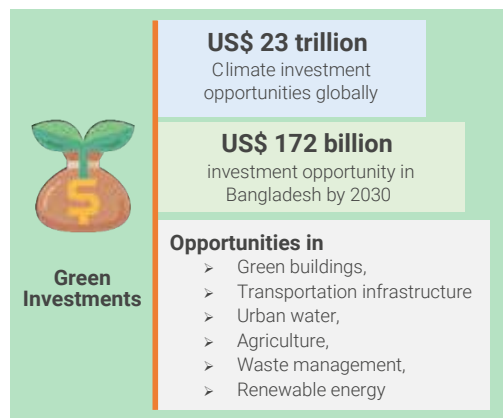 US$ 23 trillion
Climate investment
opportunities globally
US$ 172 billion
investment opportunity in
Bangladesh by 2030
Green
Investments
Opportunities in
➢ Green buildings,
➢ Transportation infrastructure
➢ Urban water,
➢ Agriculture,
➢ Waste management,
➢ Renewable energy